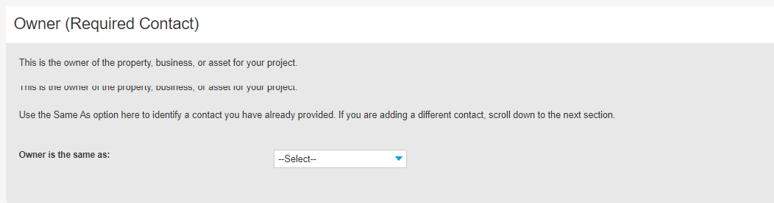 Owner (Required Contact)
This is the owner of the property, business, or asset for your project.
This is the owner of the property, business, or asset for your project.
Use the Same As option here to identify a contact you have already provided. If you are adding a different contact, scroll down to the next section.
Owner is the same as:
--Select--